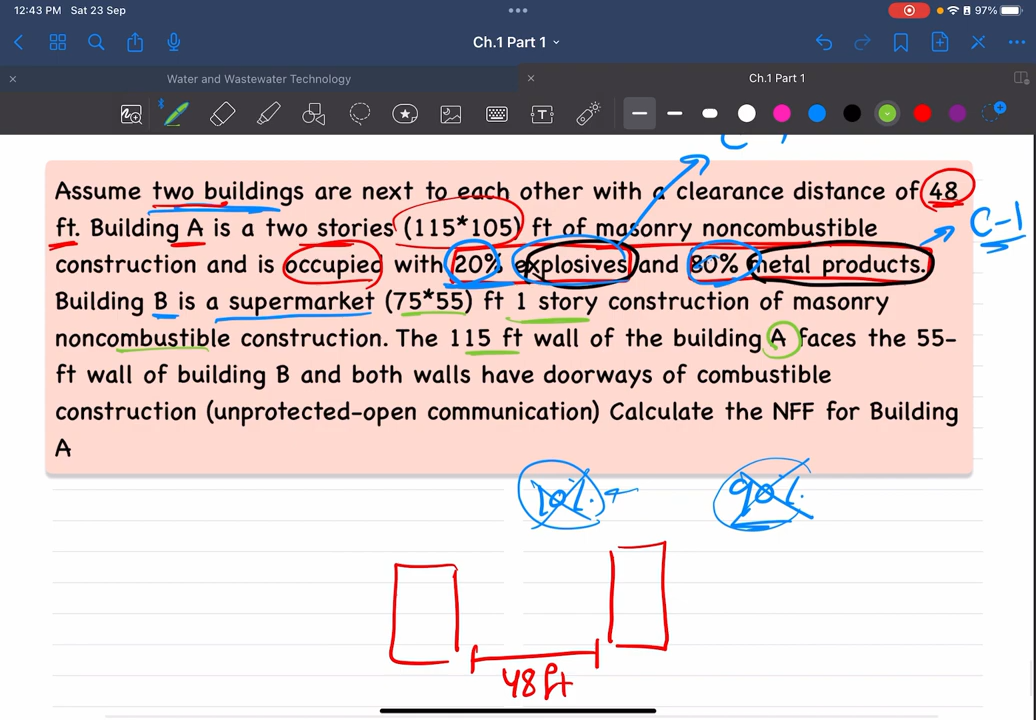 12:43 PM Sat 23 Sep
97%
Ch.1 Part 1
Water and Wastewater Technology
Ch.1 Part 1
Assume two buildings are next to each other with a clearance distance of 48
ft. Building A is a two stories (115*105) ft of masonry noncombustible
C-1
construction and is occupied with 20% explosives and 80% metal products.
Building B is a supermarket (75*55) ft 1 story construction of masonry
noncombustible construction. The 115 ft wall of the building A faces the 55-
ft wall of building B and both walls have doorways of combustible
construction (unprotected-open communication) Calculate the NFF for Building
A
10%
90%
48ft